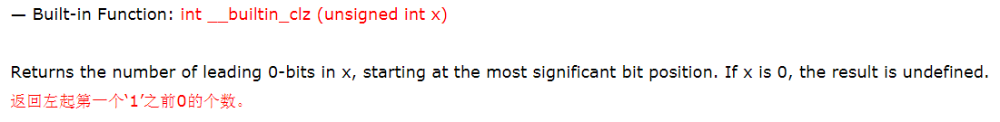 — Built-in Function: int __builtin_clz (unsigned int x)
Returns the number of leading 0-bits in x, starting at the most significant bit position. If x is 0, the result is undefined.
返回左起第一个‘1’之前0的个数。